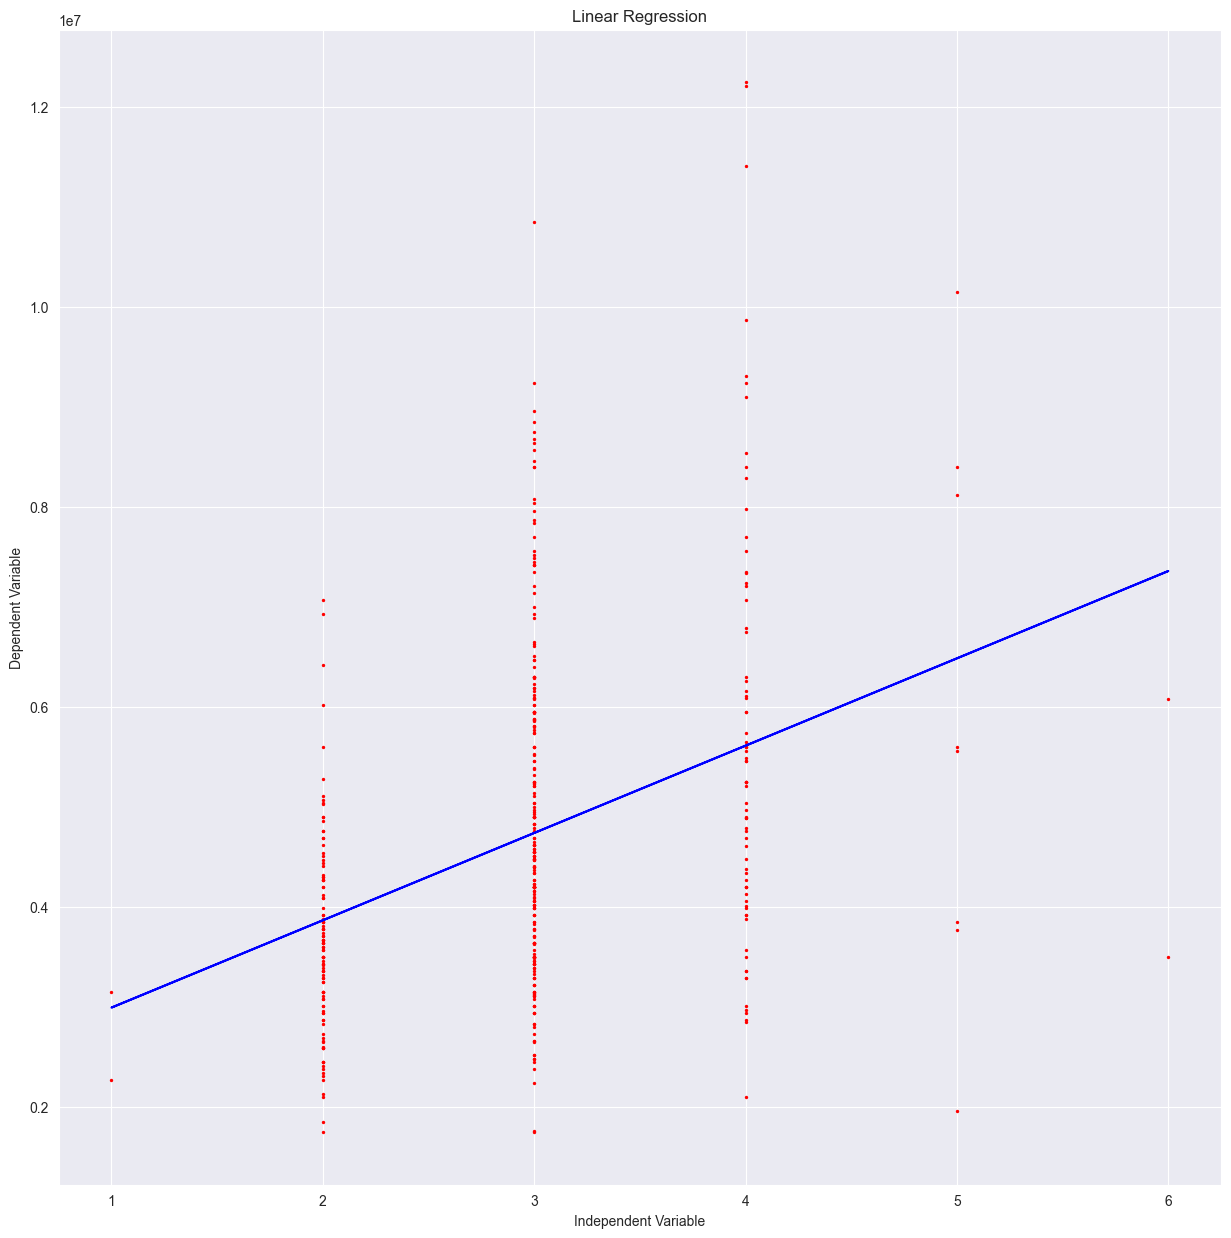 Linear Regression
1e7
1.2
1.0
0.8
0.6
0.4
0.2
Dependent Variable
1 2 3 4 5 6
Independent Variable